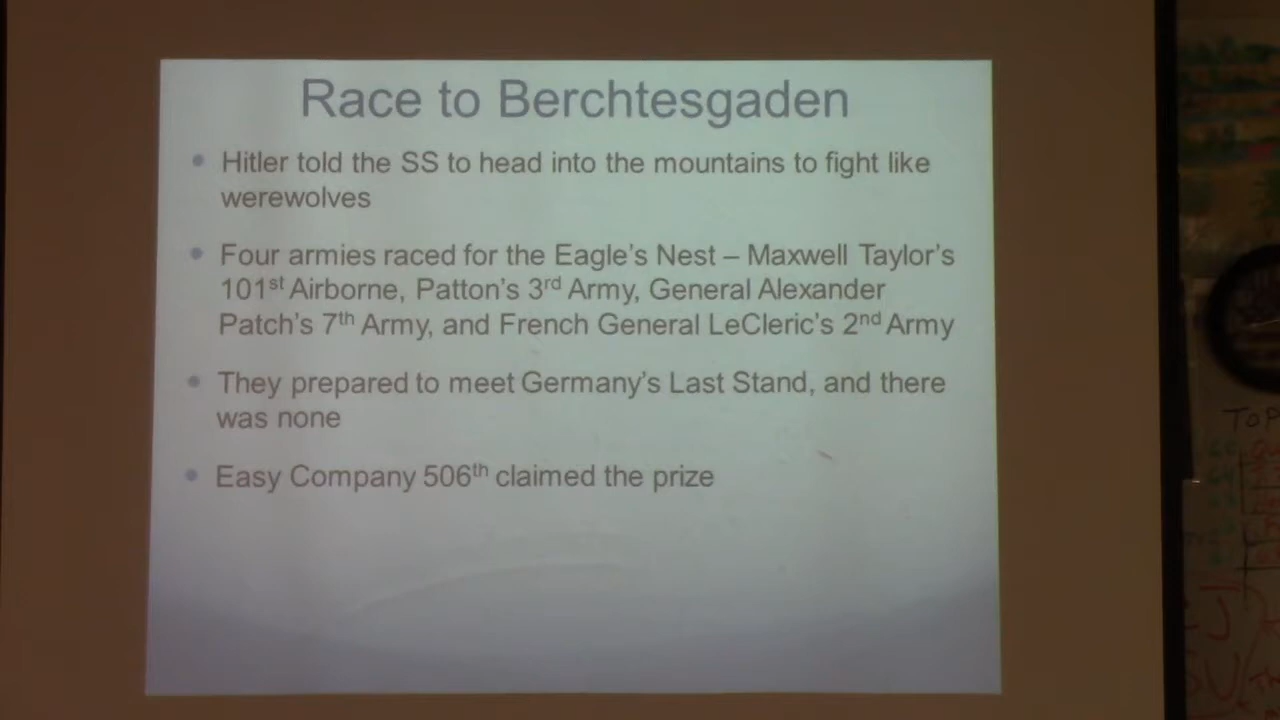 Race to Berchtesgaden
• Hitler told the SS to head into the mountains to fight like
werewolves
• Four armies raced for the Eagle's Nest – Maxwell Taylor's
101st Airborne, Patton's 3rd Army, General Alexander
Patch's 7th Army, and French General LeCleric's 2nd Army
• They prepared to meet Germany's Last Stand, and there
was none
• Easy Company 506th claimed the prize
TOP